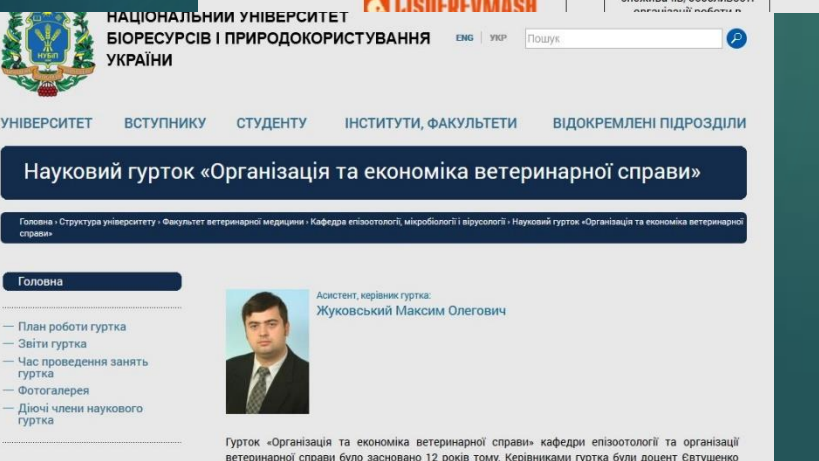 НАЦІОНАЛЬНИЙ УНІВЕРСИТЕТ
БІОРЕСУРСІВ І ПРИРОДОКОРИСТУВАННЯ
УКРАЇНИ
НУБІП
ENG | УКР
Пошук
УНІВЕРСИТЕТ ВСТУПНИКУ СТУДЕНТУ ІНСТИТУТИ, ФАКУЛЬТЕТИ ВІДОКРЕМЛЕНІ ПІДРОЗДІЛИ
Науковий гурток «Організація та економіка ветеринарної справи»
Головна › Структура університету › Факультет ветеринарної медицини › Кафедра епізоотології, мікробіології і вірусології › Науковий гурток «Організація та економіка ветеринарної
справи»
Головна
— План роботи гуртка
— Звіти гуртка
— Час проведення занять
гуртка
— Фотогалерея
— Діючі члени наукового
гуртка
Асистент, керівник гуртка:
Жуковський Максим Олегович
Гурток «Організація та економіка ветеринарної справи» кафедри епізоотології та організації
ветеринарної справи було засновано 12 років тому. Керівниками гуртка були доцент Євтушенко